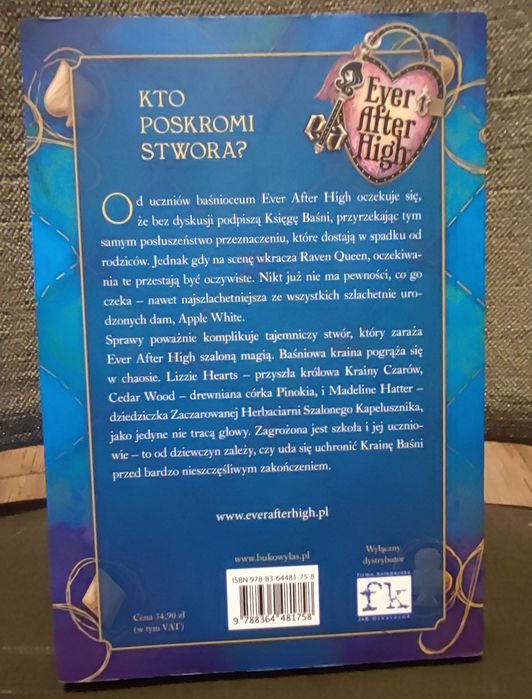 KTO
POSKROMI
STWORA?
Ever
After
High
Od uczniów baśnioceum Ever After High oczekuje się,
że bez dyskusji podpiszą Księgę Baśni, przyrzekając tym
samym posłuszeństwo przeznaczeniu, które dostają w spadku od
rodziców. Jednak gdy na scenę wkracza Raven Queen, oczekiwa-
nia te przestają być oczywiste. Nikt już nie ma pewności, co go
czeka – nawet najszlachetniejsza ze wszystkich szlachetnie uro-
dzonych dam, Apple White.
Sprawy poważnie komplikuje tajemniczy stwór, który zaraża
Ever After High szaloną magią. Baśniowa kraina pogrąża się
w chaosie. Lizzie Hearts – przyszła królowa Krainy Czarów,
Cedar Wood – drewniana córka Pinokia, i Madeline Hatter –
dziedziczka Zaczarowanej Herbaciarni Szalonego Kapelusznika,
jako jedyne nie tracą głowy. Zagrożona jest szkoła i jej ucznio-
wie – to od dziewczyn zależy, czy uda się uchronić Krainę Baśni
przed bardzo nieszczęśliwym zakończeniem.
www.everafterhigh.pl
www.bukowylas.pl
Wyłączny
dystrybutor
ISBN 978-83-64481-75-8
9 788364 481758
Firma Księgarska
fk
Cena 34,90 zł
(w tym VAT)